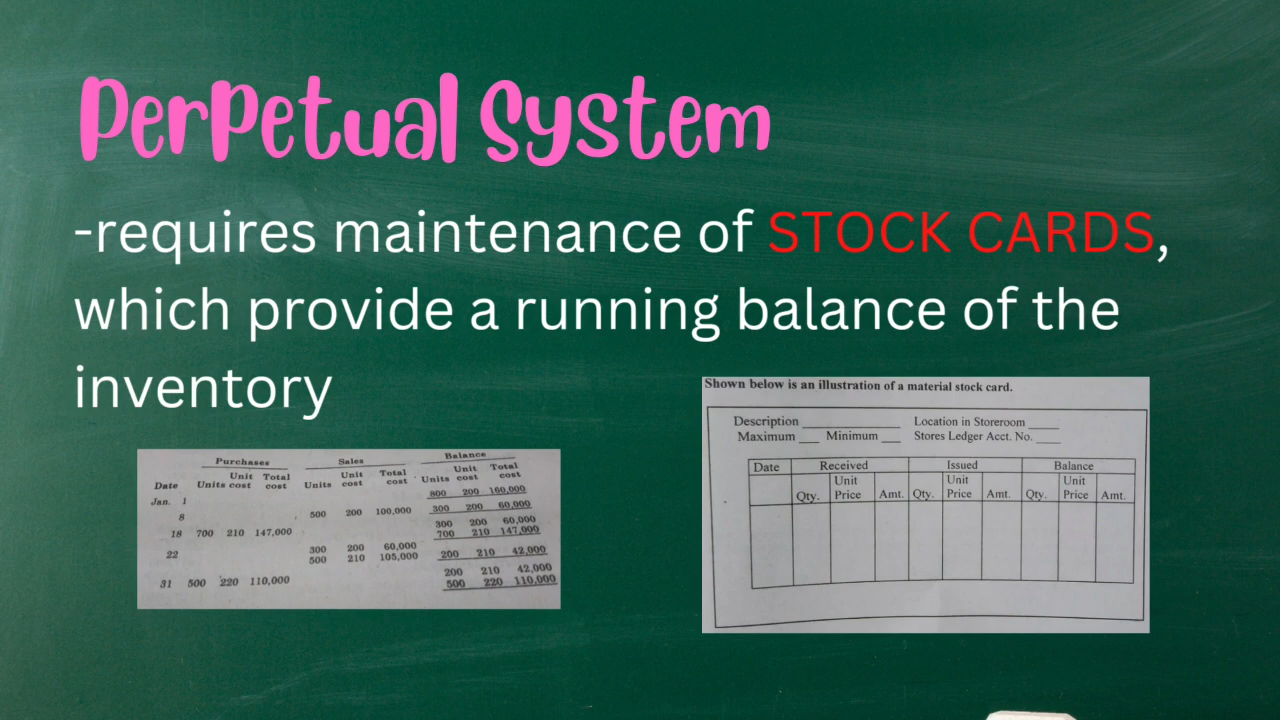 Perpetual System
-requires maintenance of STOCK CARDS,
which provide a running balance of the
inventory
Purchases Sales Balance
Date Units Unit cost Total cost Units Unit cost Total cost Units Unit cost Total cost
Jan. 1 800 200 160,000
8 500 200 100,000 300 200 60,000
300 200 60,000
18 700 210 147,000 700 210 147,000
22 300 200 60,000
500 210 105,000 200 210 42,000
200 210 42,000
31 500 220 110,000 500 220 110,000
Shown below is an illustration of a material stock card.
Description Location in Storeroom
Maximum Minimum Stores Ledger Acct. No.
Date Received Issued Balance
Qty. Unit Price Amt. Qty. Unit Price Amt. Qty. Unit Price Amt.